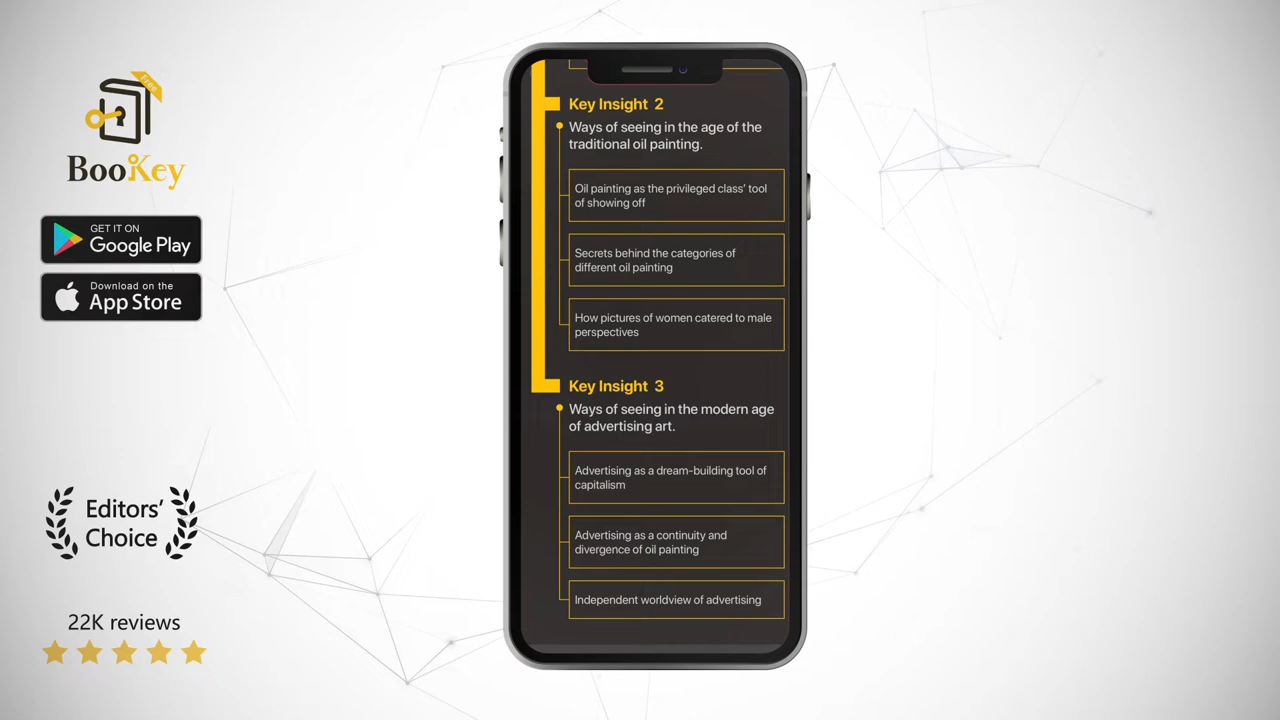 Free
BooKey
GET IT ON
Google Play
Download on the
App Store
Editors'
Choice
22K reviews
Key Insight 2
Ways of seeing in the age of the
traditional oil painting.
Oil painting as the privileged class' tool
of showing off
Secrets behind the categories of
different oil painting
How pictures of women catered to male
perspectives
Key Insight 3
Ways of seeing in the modern age
of advertising art.
Advertising as a dream-building tool of
capitalism
Advertising as a continuity and
divergence of oil painting
Independent worldview of advertising